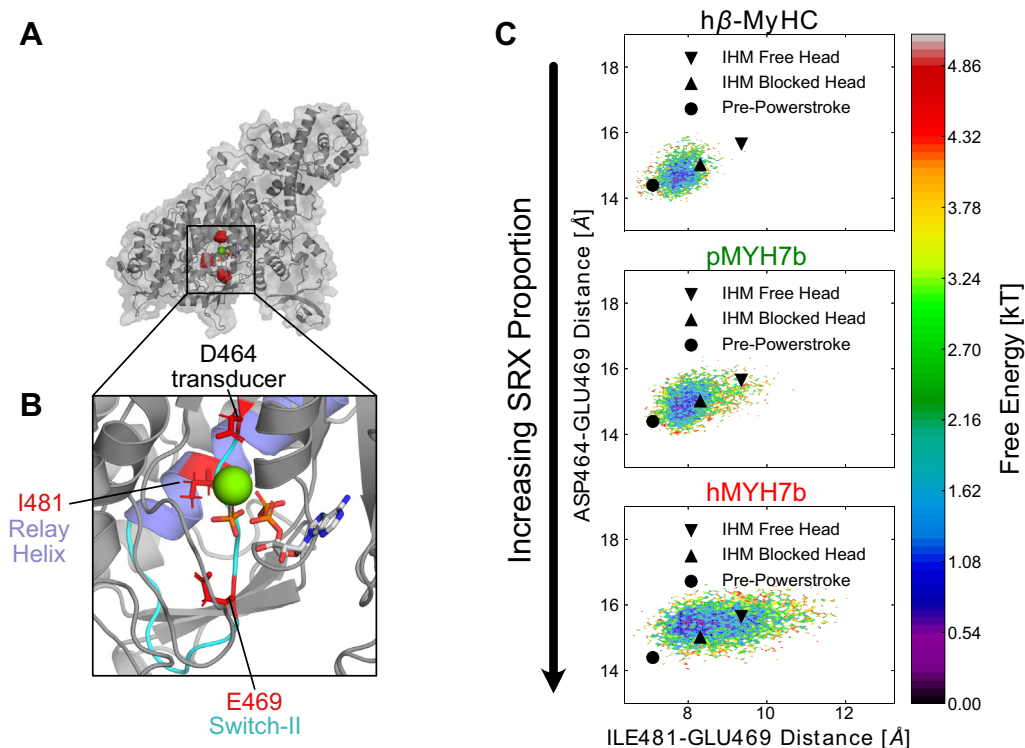 A
B
D464
transducer
I481
Relay
Helix
E469
Switch-II
C
Increasing SRX Proportion
ASP464-GLU469 Distance [Å]
hβ-MyHC
18
16
14
IHM Free Head
IHM Blocked Head
Pre-Powerstroke
pMYH7b
18
16
14
IHM Free Head
IHM Blocked Head
Pre-Powerstroke
hMYH7b
18
16
14
IHM Free Head
IHM Blocked Head
Pre-Powerstroke
8 10 12
ILE481-GLU469 Distance [Å]
4.86
4.32
3.78
3.24
2.70
2.16
1.62
1.08
0.54
0.00
Free Energy [kT]